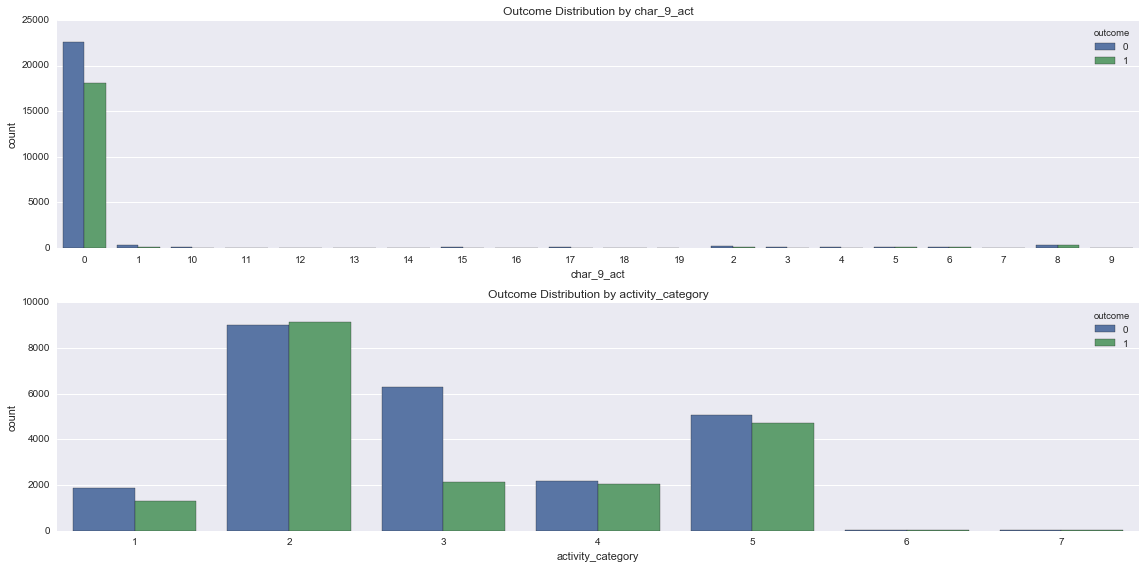 Outcome Distribution by char_9_act
25000
20000
15000
10000
5000
0
count
outcome
0
1
0 1 10 11 12 13 14 15 16 17 18 19 2 3 4 5 6 7 8 9
char_9_act
Outcome Distribution by activity_category
10000
8000
6000
4000
2000
0
count
outcome
0
1
1 2 3 4 5 6 7
activity_category